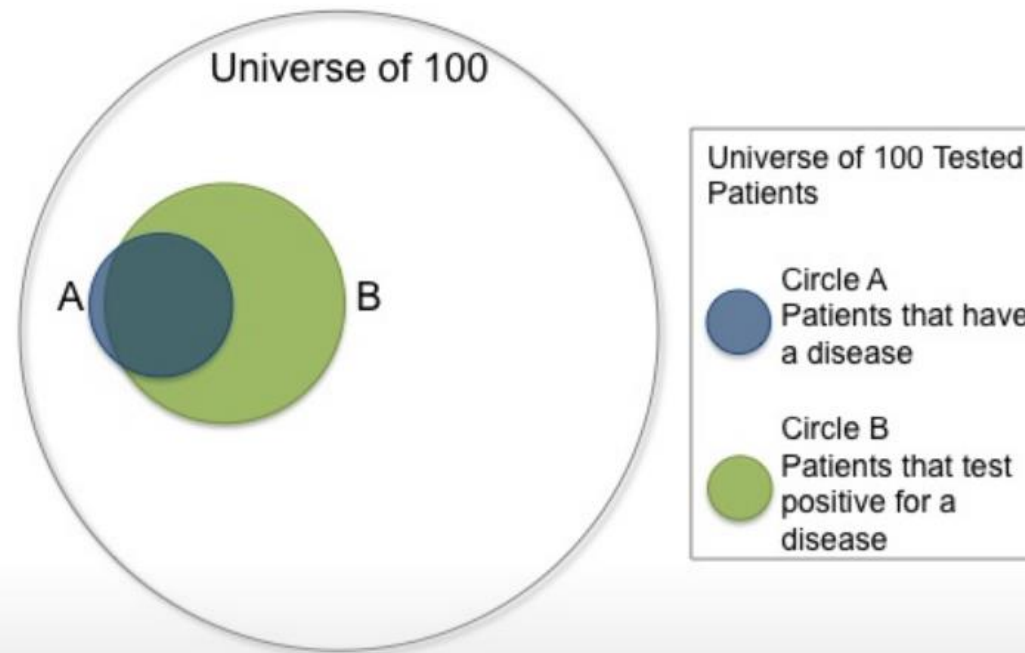 Universe of 100
A
B
Universe of 100 Tested
Patients
Circle A
Patients that have
a disease
Circle B
Patients that test
positive for a
disease